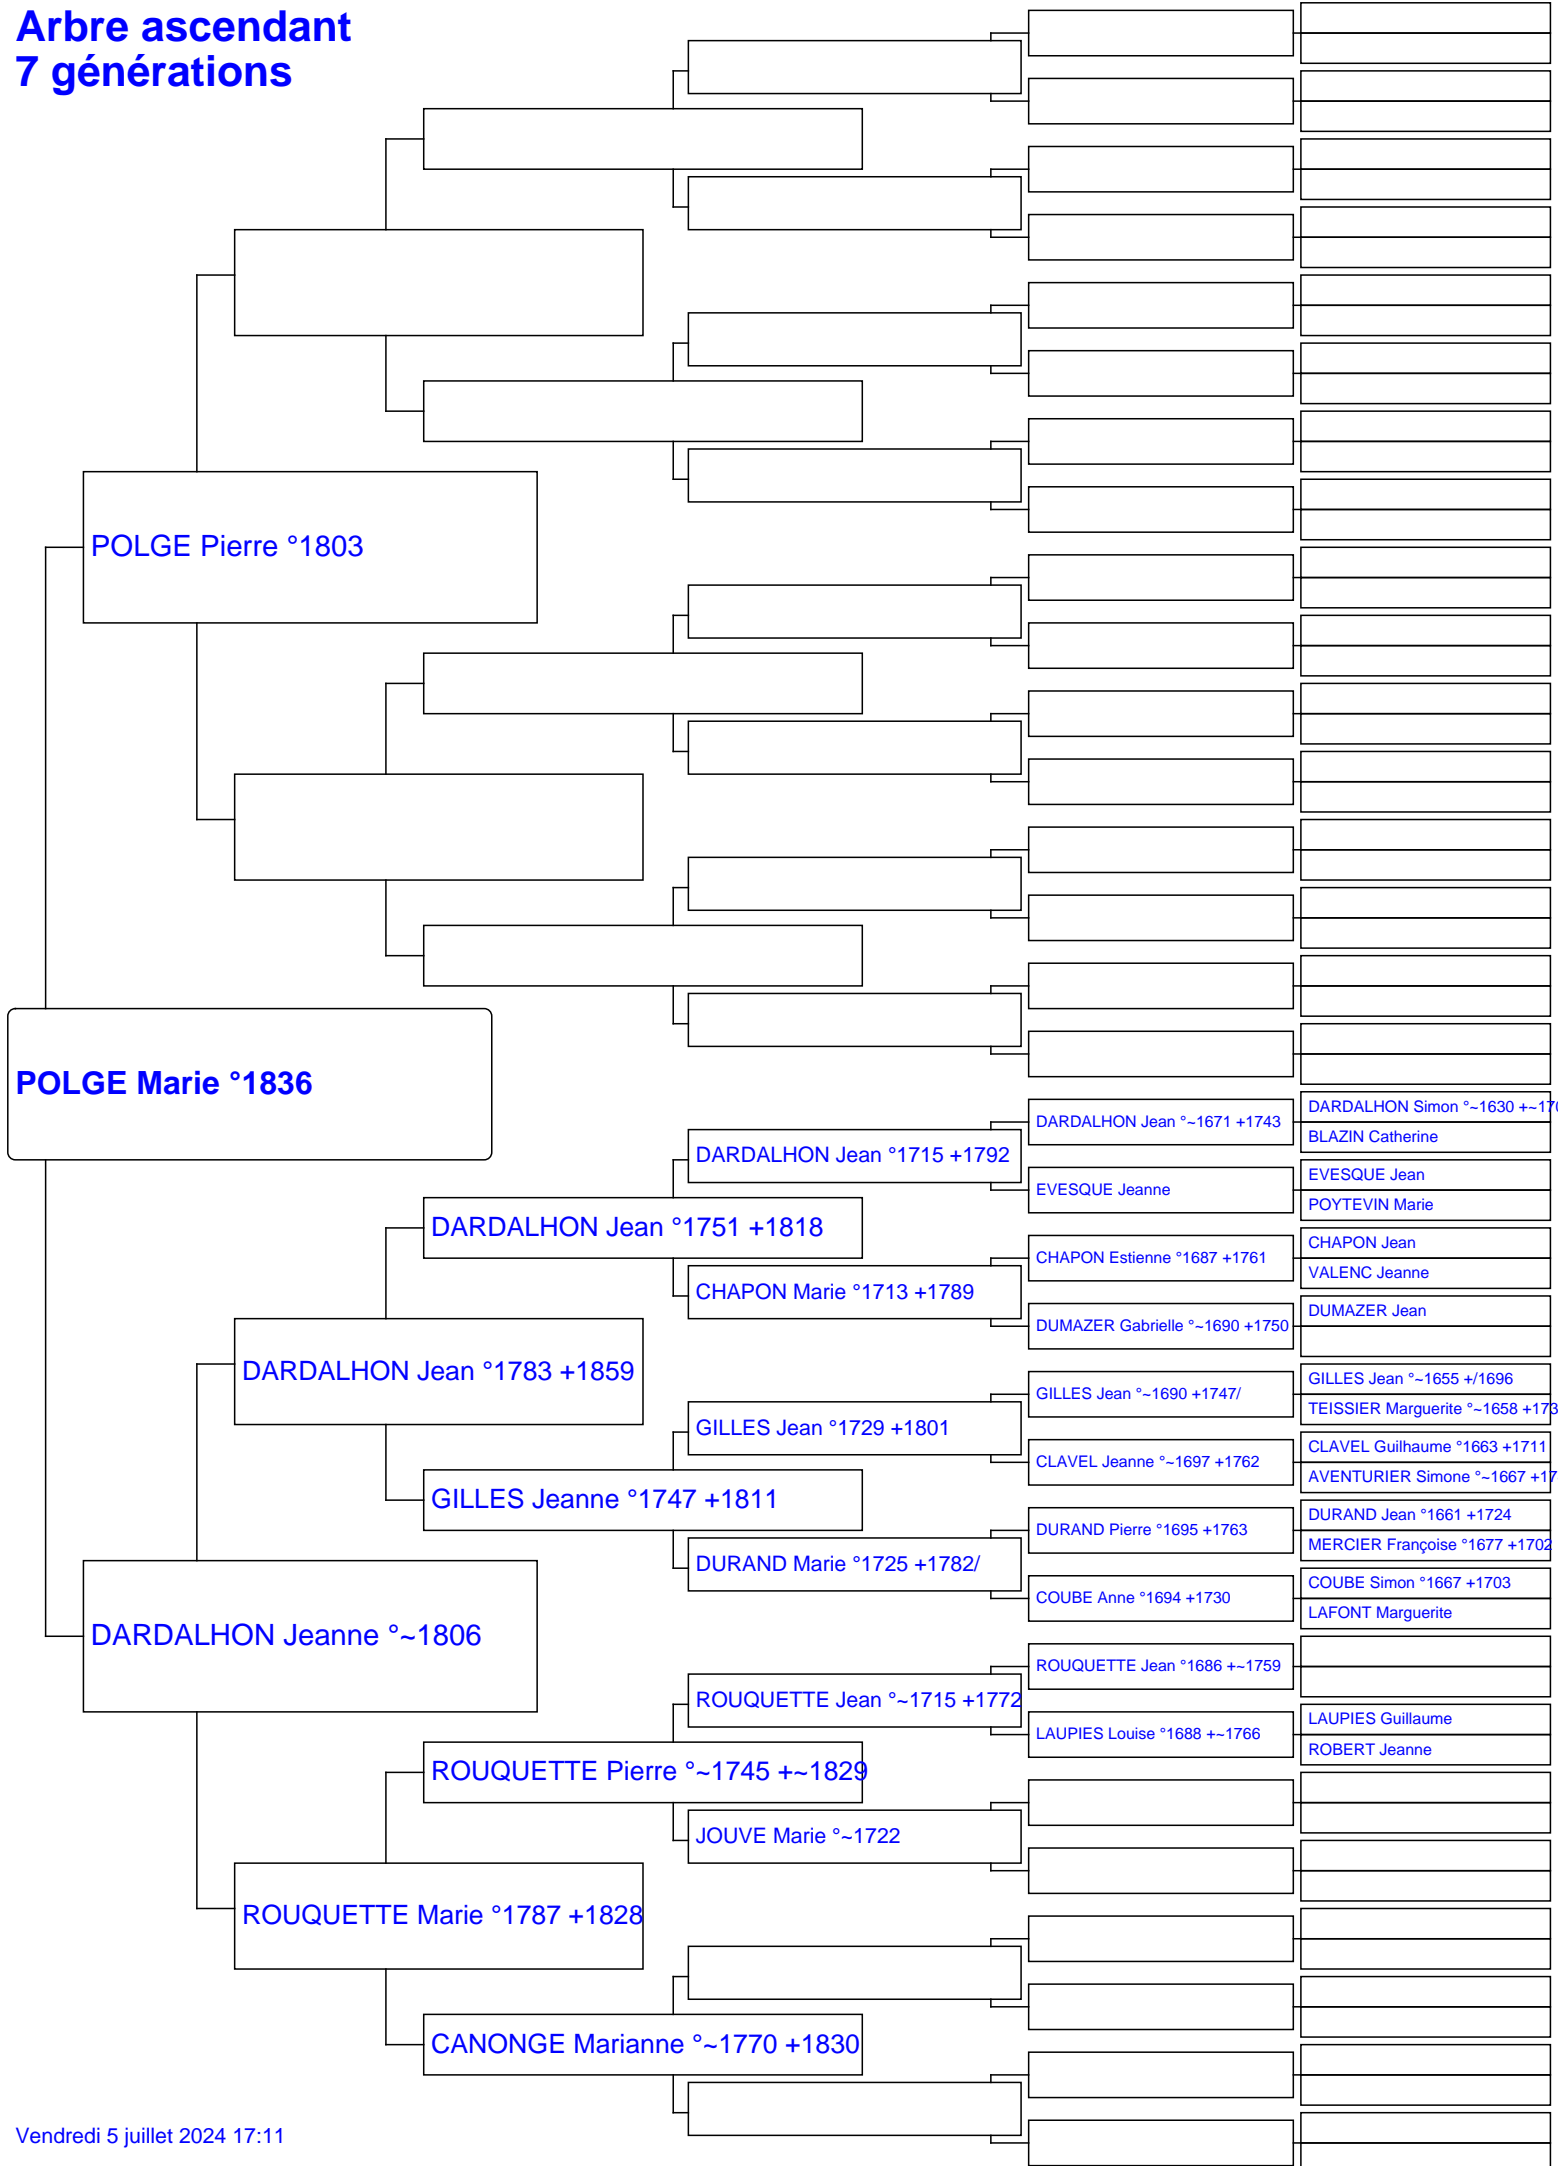 Arbre ascendant
7 générations
POLGE Pierre °1803
POLGE Marie °1836
DARDALHON Simon °~1630 +~170
DARDALHON Jean °~1671 +1743
BLAZIN Catherine
DARDALHON Jean °1715 +1792
EVESQUE Jean
EVESQUE Jeanne
POYTEVIN Marie
DARDALHON Jean °1751 +1818
CHAPON Jean
CHAPON Estienne °1687 +1761
VALENC Jeanne
CHAPON Marie °1713 +1789
DUMAZER Jean
DUMAZER Gabrielle °~1690 +1750
DARDALHON Jean °1783 +1859
GILLES Jean °~1655 +/1696
GILLES Jean °~1690 +1747/
TEISSIER Marguerite °~1658 +173
GILLES Jean °1729 +1801
CLAVEL Guilhaume °1663 +1711
CLAVEL Jeanne °~1697 +1762
AVENTURIER Simone °~1667 +17
GILLES Jeanne °1747 +1811
DURAND Jean °1661 +1724
DURAND Pierre °1695 +1763
MERCIER Françoise °1677 +1702
DURAND Marie °1725 +1782/
COUBE Simon °1667 +1703
COUBE Anne °1694 +1730
LAFONT Marguerite
DARDALHON Jeanne °~1806
ROUQUETTE Jean °1686 +~1759
ROUQUETTE Jean °~1715 +1772
LAUPIES Guillaume
LAUPIES Louise °1688 +~1766
ROBERT Jeanne
ROUQUETTE Pierre °~1745 +~1829
JOUVE Marie °~1722
ROUQUETTE Marie °1787 +1828
CANONGE Marianne °~1770 +1830
Vendredi 5 juillet 2024 17:11